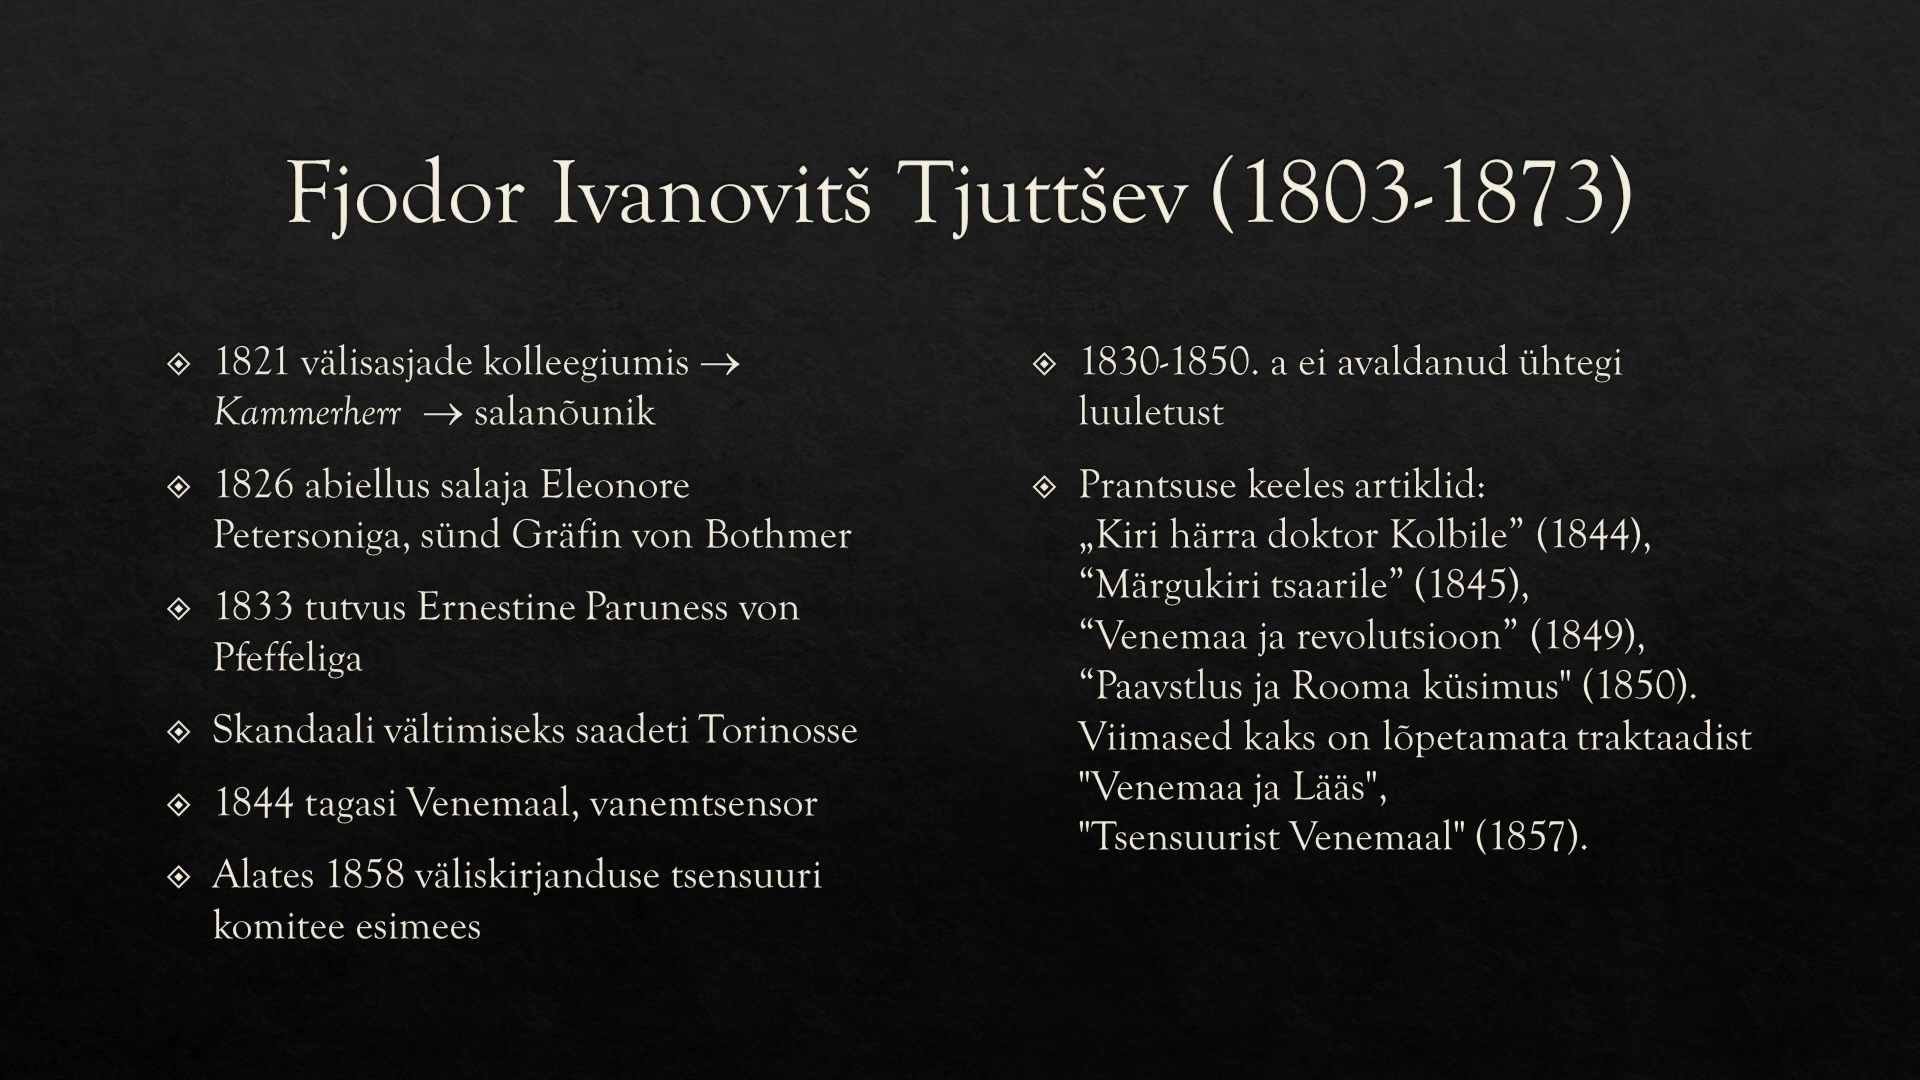 Fjodor Ivanovitš Tjuttšev (1803-1873)
1821 välisasjade kolleegiumis →
Kammerherr → salanõunik
1826 abiellus salaja Eleonore
Petersoniga, sünd Gräfin von Bothmer
1833 tutvus Ernestine Paruness von
Pfeffeliga
Skandaali vältimiseks saadeti Torinosse
1844 tagasi Venemaal, vanemtsensor
Alates 1858 väliskirjanduse tsensuuri
komitee esimees
1830-1850. a ei avaldanud ühtegi
luuletust
Prantsuse keeles artiklid:
„Kiri härra doktor Kolbile” (1844),
“Märgukiri tsaarile” (1845),
“Venemaa ja revolutsioon” (1849),
“Paavstlus ja Rooma küsimus" (1850).
Viimased kaks on lõpetamata traktaadist
"Venemaa ja Lääs",
"Tsensuurist Venemaal" (1857).